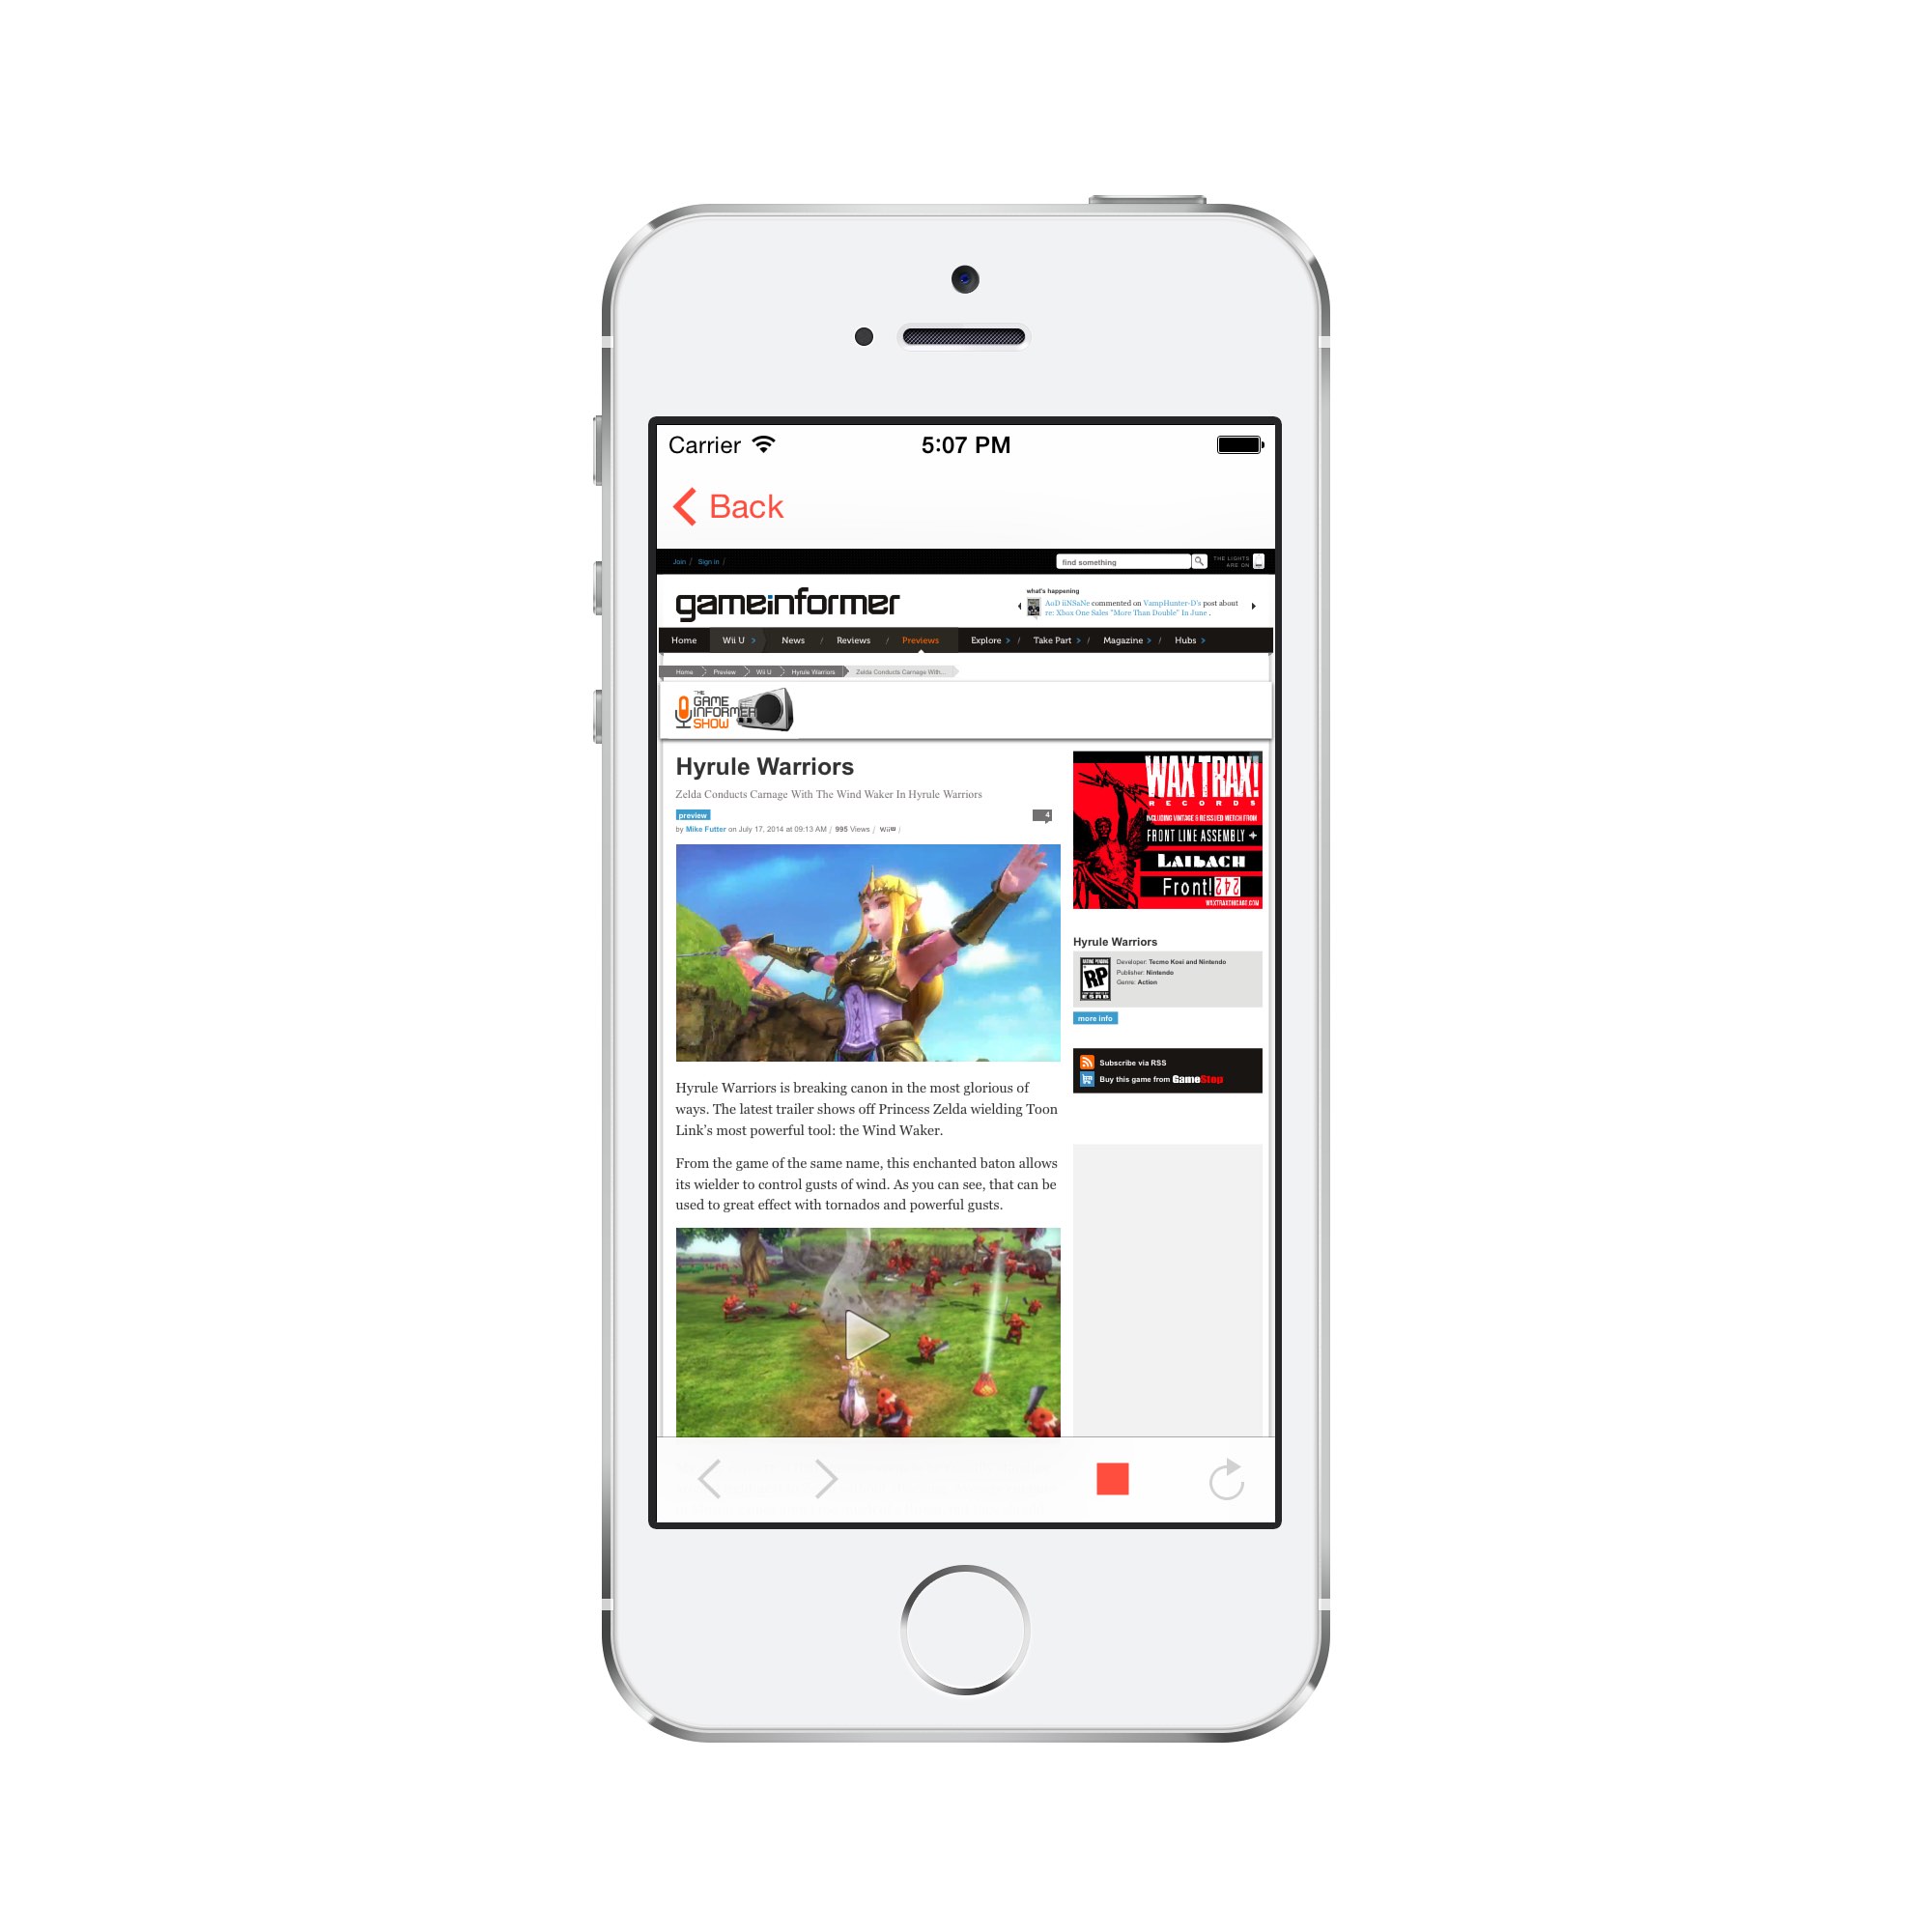 Carrier 5:07 PM
Back
Join / Sign in /
find something
THE LIGHTS
ARE ON
gameinformer
what's happening
AoD iiNSaNe commented on VampHunter-D's post about
re: Xbox One Sales "More Than Double" In June .
Home Wii U > News / Reviews / Previews Explore > / Take Part > / Magazine > / Hubs >
Home Preview Wii U Hyrule Warriors Zelda Conducts Carnage With...
THE
GAME
INFORMER
SHOW
Hyrule Warriors
Zelda Conducts Carnage With The Wind Waker In Hyrule Warriors
preview
4
by Mike Futter on July 17, 2014 at 09:13 AM / 995 Views / WiiU /
Hyrule Warriors is breaking canon in the most glorious of
ways. The latest trailer shows off Princess Zelda wielding Toon
Link's most powerful tool: the Wind Waker.
From the game of the same name, this enchanted baton allows
its wielder to control gusts of wind. As you can see, that can be
used to great effect with tornados and powerful gusts.
WAX TRAX!
RECORDS
INCLUDING VINTAGE & REISSUED MERCH FROM
FRONT LINE ASSEMBLY +
LAIBACH
Front! 242
WAXTRAXCHICAGO.COM
Hyrule Warriors
RATING PENDING
RP
ESRB
Developer: Tecmo Koei and Nintendo
Publisher: Nintendo
Genre: Action
more info
Subscribe via RSS
Buy this game from GameStop